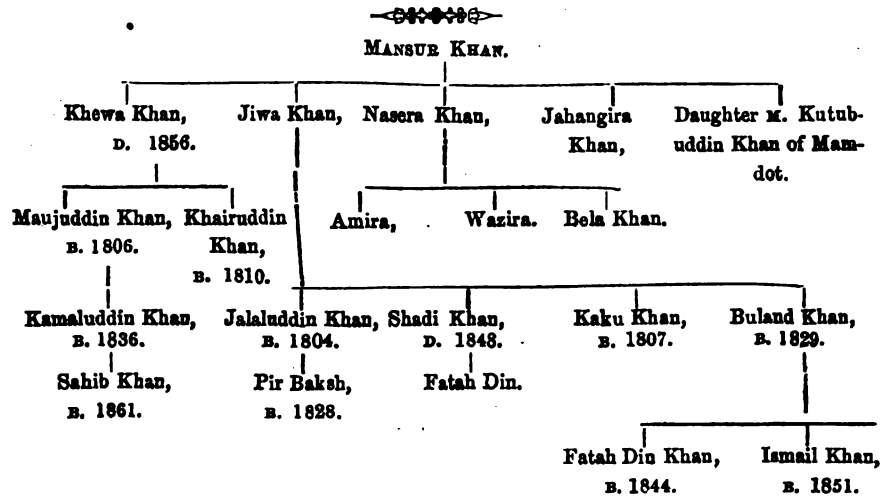 MANSUR KHAN.
Khewa Khan, Jiwa Khan, Nasera Khan, Jahangira Daughter M. Kutub-
D. 1856. Khan, uddin Khan of Mam-
dot.
Maujuddin Khan, Khairuddin Amira, Wazira. Bela Khan.
B. 1806. Khan,
B. 1810.
Kamaluddin Khan, Jalaluddin Khan, Shadi Khan, Kaku Khan, Buland Khan,
B. 1836. B. 1804. D. 1848. B. 1807. B. 1829.
Sahib Khan, Pir Baksh, Fatah Din.
B. 1861. B. 1828.
Fatah Din Khan, Ismail Khan,
B. 1844. B. 1851.